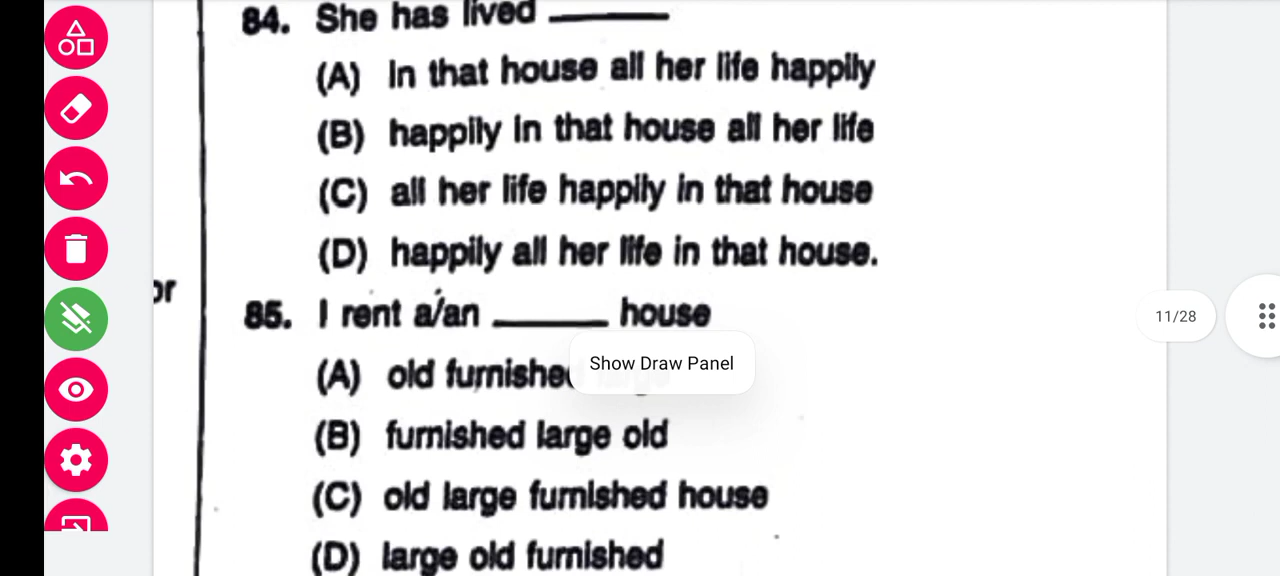 84. She has lived ______
(A) In that house all her life happily
(B) happily in that house all her life
(C) all her life happily in that house
(D) happily all her life in that house.
or
85. I rent a/an ______ house
11/28
Show Draw Panel
(A) old furnished
(B) furnished large old
(C) old large furnished house
(D) large old furnished